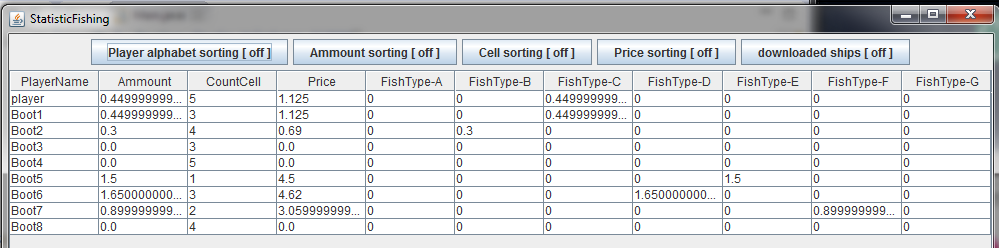 StatisticFishing
Player alphabet sorting [ off ] Ammount sorting [ off ] Cell sorting [ off ] Price sorting [ off ] downloaded ships [ off ]
PlayerName Ammount CountCell Price FishType-A FishType-B FishType-C FishType-D FishType-E FishType-F FishType-G
player 0.449999999... 5 1.125 0 0 0.449999999... 0 0 0 0
Boot1 0.449999999... 3 1.125 0 0 0.449999999... 0 0 0 0
Boot2 0.3 4 0.69 0 0.3 0 0 0 0 0
Boot3 0.0 3 0.0 0 0 0 0 0 0 0
Boot4 0.0 5 0.0 0 0 0 0 0 0 0
Boot5 1.5 1 4.5 0 0 0 0 1.5 0 0
Boot6 1.650000000... 3 4.62 0 0 0 1.650000000... 0 0 0
Boot7 0.899999999... 2 3.059999999... 0 0 0 0 0 0.899999999... 0
Boot8 0.0 4 0.0 0 0 0 0 0 0 0